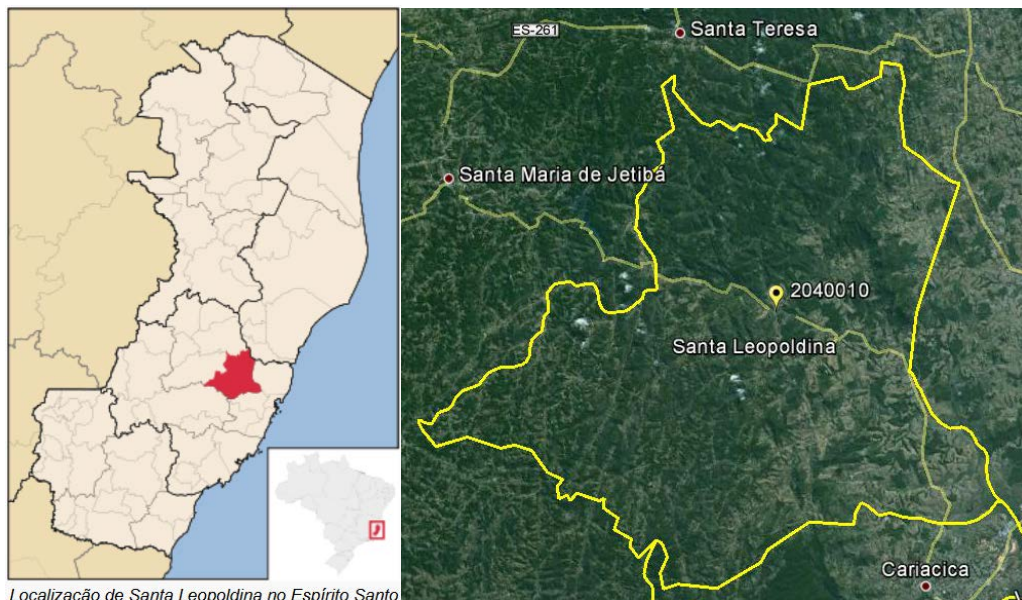 ES-261
Santa Teresa
Santa Maria de Jetibá
2040010
Santa Leopoldina
Cariacica
Localização de Santa Leopoldina no Espírito Santo